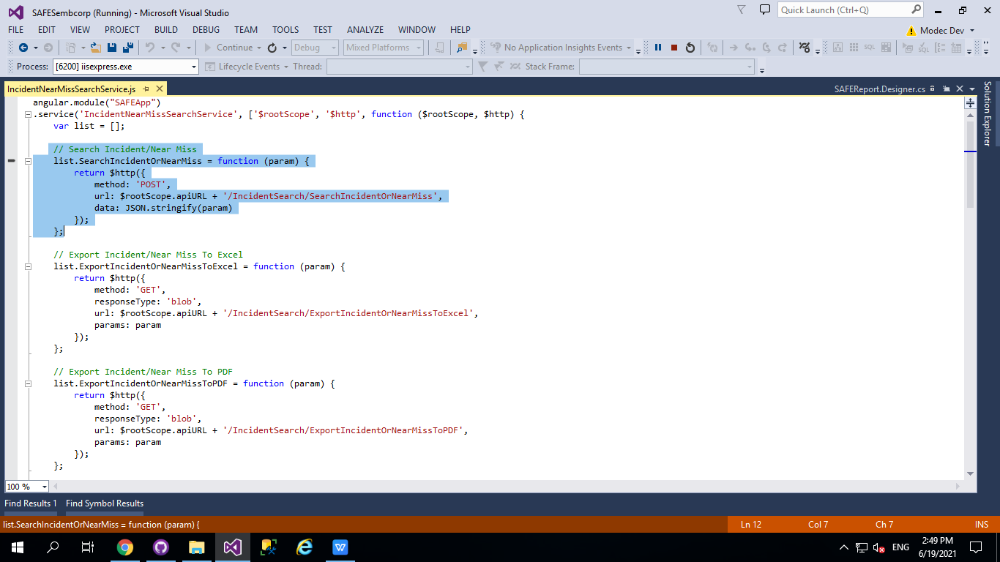 SAFESembcorp (Running) - Microsoft Visual Studio
Quick Launch (Ctrl+Q)
FILE EDIT VIEW PROJECT BUILD DEBUG TEAM TOOLS TEST ANALYZE WINDOW HELP
Modec Dev
Continue Debug Mixed Platforms No Application Insights Events SQL SQL
Process: [6200] iisexpress.exe Lifecycle Events Thread: Stack Frame:
IncidentNearMissSearchService.js SAFEReport.Designer.cs
Solution Explorer
angular.module("SAFEApp")
.service('IncidentNearMissSearchService', ['$rootScope', '$http', function ($rootScope, $http) {
var list = [];
// Search Incident/Near Miss
list.SearchIncidentOrNearMiss = function (param) {
return $http({
method: 'POST',
url: $rootScope.apiURL + '/IncidentSearch/SearchIncidentOrNearMiss',
data: JSON.stringify(param)
});
};
// Export Incident/Near Miss To Excel
list.ExportIncidentOrNearMissToExcel = function (param) {
return $http({
method: 'GET',
responseType: 'blob',
url: $rootScope.apiURL + '/IncidentSearch/ExportIncidentOrNearMissToExcel',
params: param
});
};
// Export Incident/Near Miss To PDF
list.ExportIncidentOrNearMissToPDF = function (param) {
return $http({
method: 'GET',
responseType: 'blob',
url: $rootScope.apiURL + '/IncidentSearch/ExportIncidentOrNearMissToPDF',
params: param
});
};
100 %
Find Results 1 Find Symbol Results
list.SearchIncidentOrNearMiss = function (param) {
Ln 12 Col 7 Ch 7 INS
ENG
2:49 PM
6/19/2021